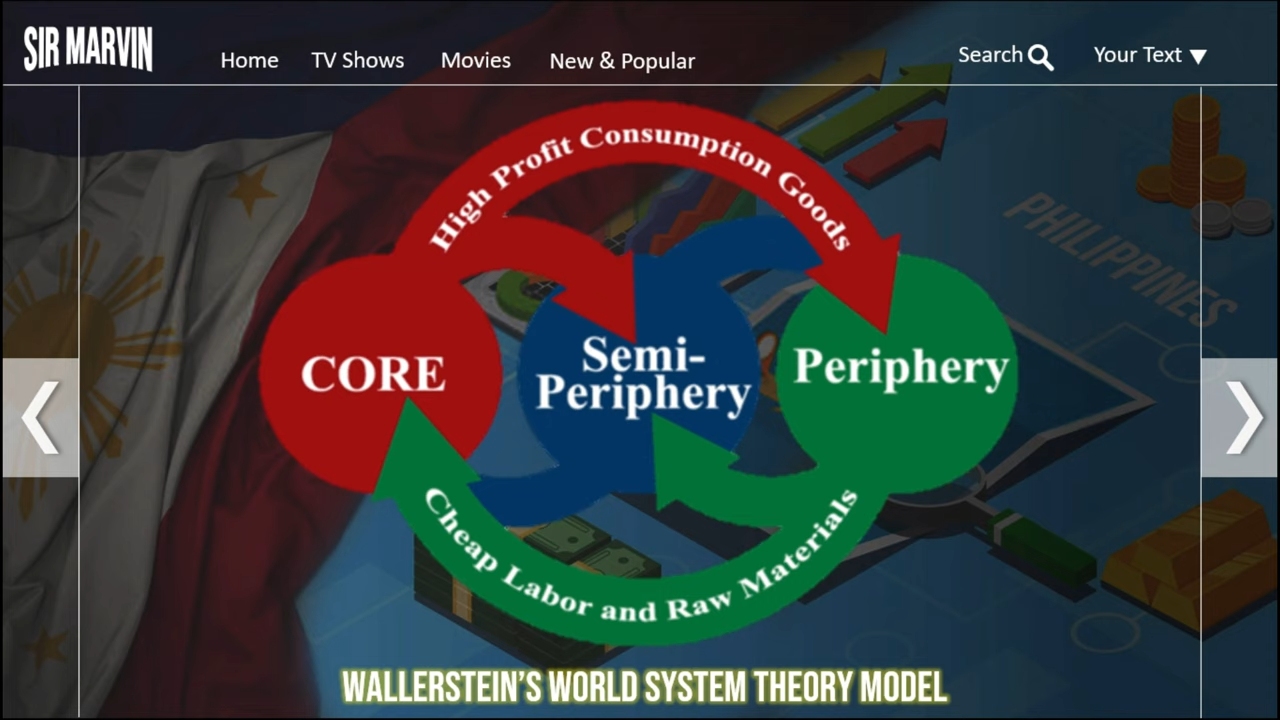 SIR MARVIN
Home TV Shows Movies New & Popular Search Your Text
High Profit Consumption Goods
PHILIPPINES
CORE
Semi-
Periphery
Periphery
Cheap Labor and Raw Materials
WALLERSTEIN'S WORLD SYSTEM THEORY MODEL